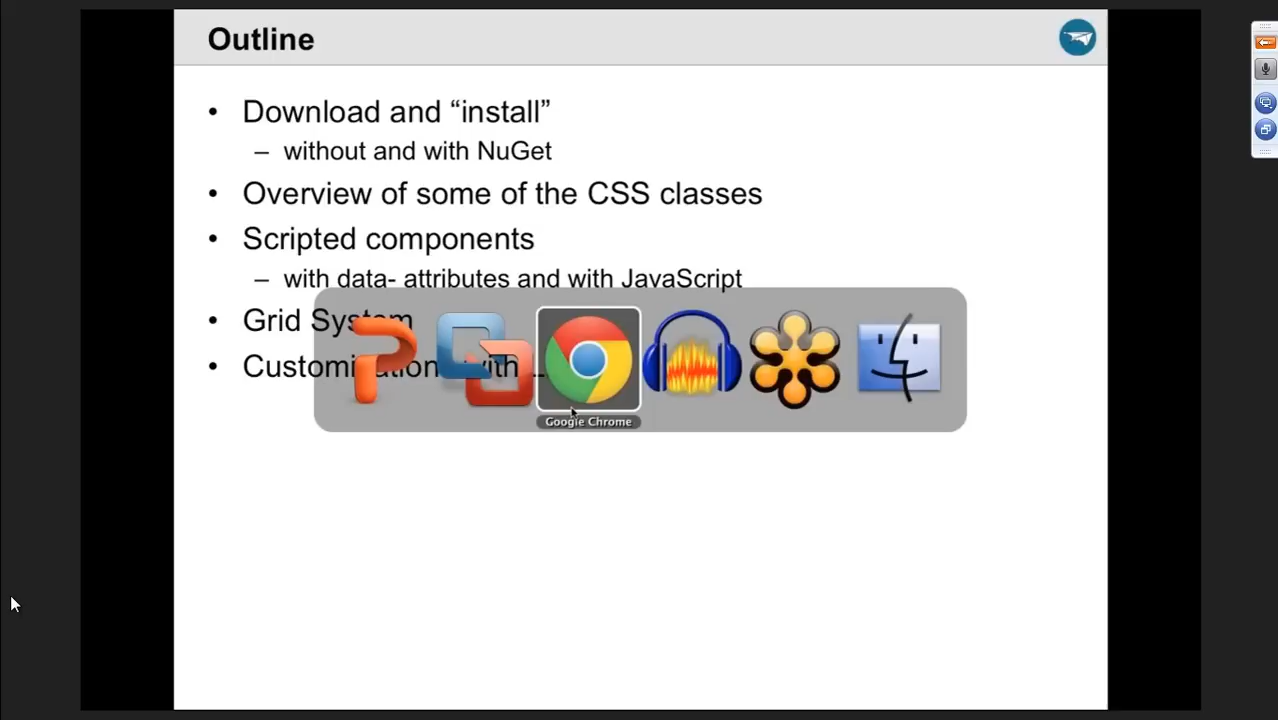 Outline
• Download and “install”
– without and with NuGet
• Overview of some of the CSS classes
• Scripted components
– with data- attributes and with JavaScript
• Grid System
• with
Google Chrome